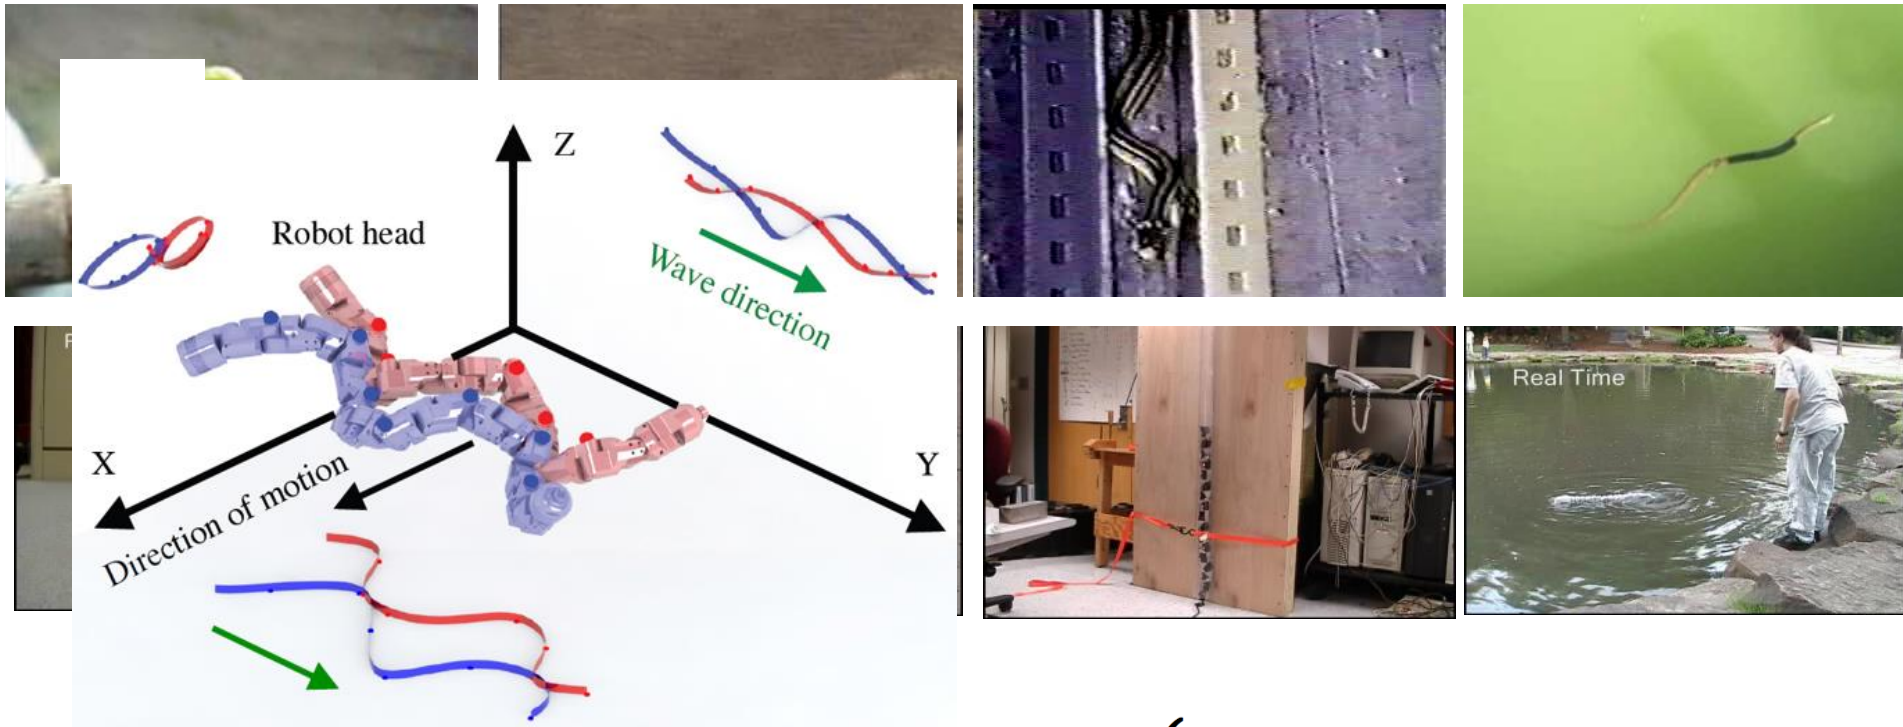 Z
Robot head
Wave direction
X
Y
Direction of motion
Real Time